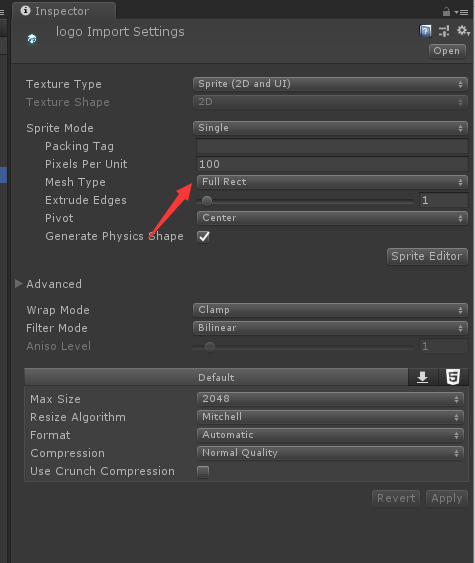 Inspector
logo Import Settings
Open
Texture Type Sprite (2D and UI)
Texture Shape 2D
Sprite Mode Single
Packing Tag
Pixels Per Unit 100
Mesh Type Full Rect
Extrude Edges 1
Pivot Center
Generate Physics Shape
Sprite Editor
Advanced
Wrap Mode Clamp
Filter Mode Bilinear
Aniso Level 1
Default
Max Size 2048
Resize Algorithm Mitchell
Format Automatic
Compression Normal Quality
Use Crunch Compression
Revert Apply